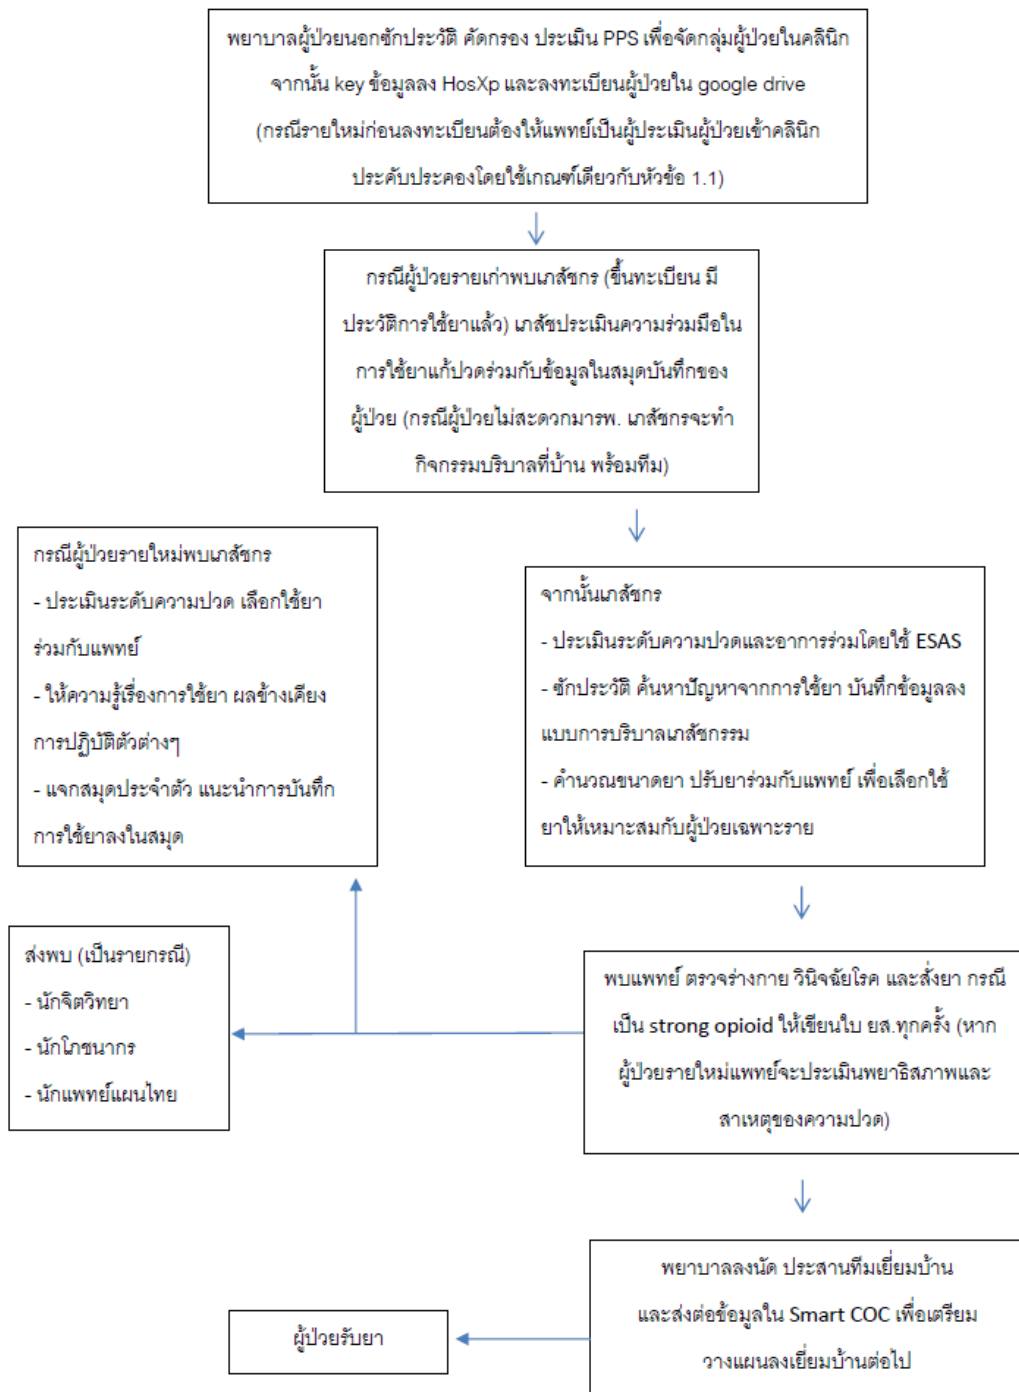 พยาบาลผู้ป่วยนอกซักประวัติ คัดกรอง ประเมิน PPS เพื่อจัดกลุ่มผู้ป่วยในคลินิก
จากนั้น key ข้อมูลลง HosXp และลงทะเบียนผู้ป่วยใน google drive
(กรณีรายใหม่ก่อนลงทะเบียนต้องให้แพทย์เป็นผู้ประเมินผู้ป่วยเข้าคลินิก
ประคับประคองโดยใช้เกณฑ์เดียวกับหัวข้อ 1.1)
กรณีผู้ป่วยรายเก่าพบเภสัชกร (ขึ้นทะเบียน มี
ประวัติการใช้ยาแล้ว) เภสัชประเมินความร่วมมือใน
การใช้ยาแก้ปวดร่วมกับข้อมูลในสมุดบันทึกของ
ผู้ป่วย (กรณีผู้ป่วยไม่สะดวกมารพ. เภสัชกรจะทำ
กิจกรรมบริบาลที่บ้าน พร้อมทีม)
กรณีผู้ป่วยรายใหม่พบเภสัชกร
- ประเมินระดับความปวด เลือกใช้ยา
ร่วมกับแพทย์
- ให้ความรู้เรื่องการใช้ยา ผลข้างเคียง
การปฏิบัติตัวต่างๆ
- แจกสมุดประจำตัว แนะนำการบันทึก
การใช้ยาลงในสมุด
จากนั้นเภสัชกร
- ประเมินระดับความปวดและอาการร่วมโดยใช้ ESAS
- ซักประวัติ ค้นหาปัญหาจากการใช้ยา บันทึกข้อมูลลง
แบบการบริบาลเภสัชกรรม
- คำนวณขนาดยา ปรับยาร่วมกับแพทย์ เพื่อเลือกใช้
ยาให้เหมาะสมกับผู้ป่วยเฉพาะราย
ส่งพบ (เป็นรายกรณี)
- นักจิตวิทยา
- นักโภชนากร
- นักแพทย์แผนไทย
พบแพทย์ ตรวจร่างกาย วินิจฉัยโรค และสั่งยา กรณี
เป็น strong opioid ให้เขียนใบ ยส.ทุกครั้ง (หาก
ผู้ป่วยรายใหม่แพทย์จะประเมินพยาธิสภาพและ
สาเหตุของความปวด)
พยาบาลลงนัด ประสานทีมเยี่ยมบ้าน
และส่งต่อข้อมูลใน Smart COC เพื่อเตรียม
วางแผนลงเยี่ยมบ้านต่อไป
ผู้ป่วยรับยา